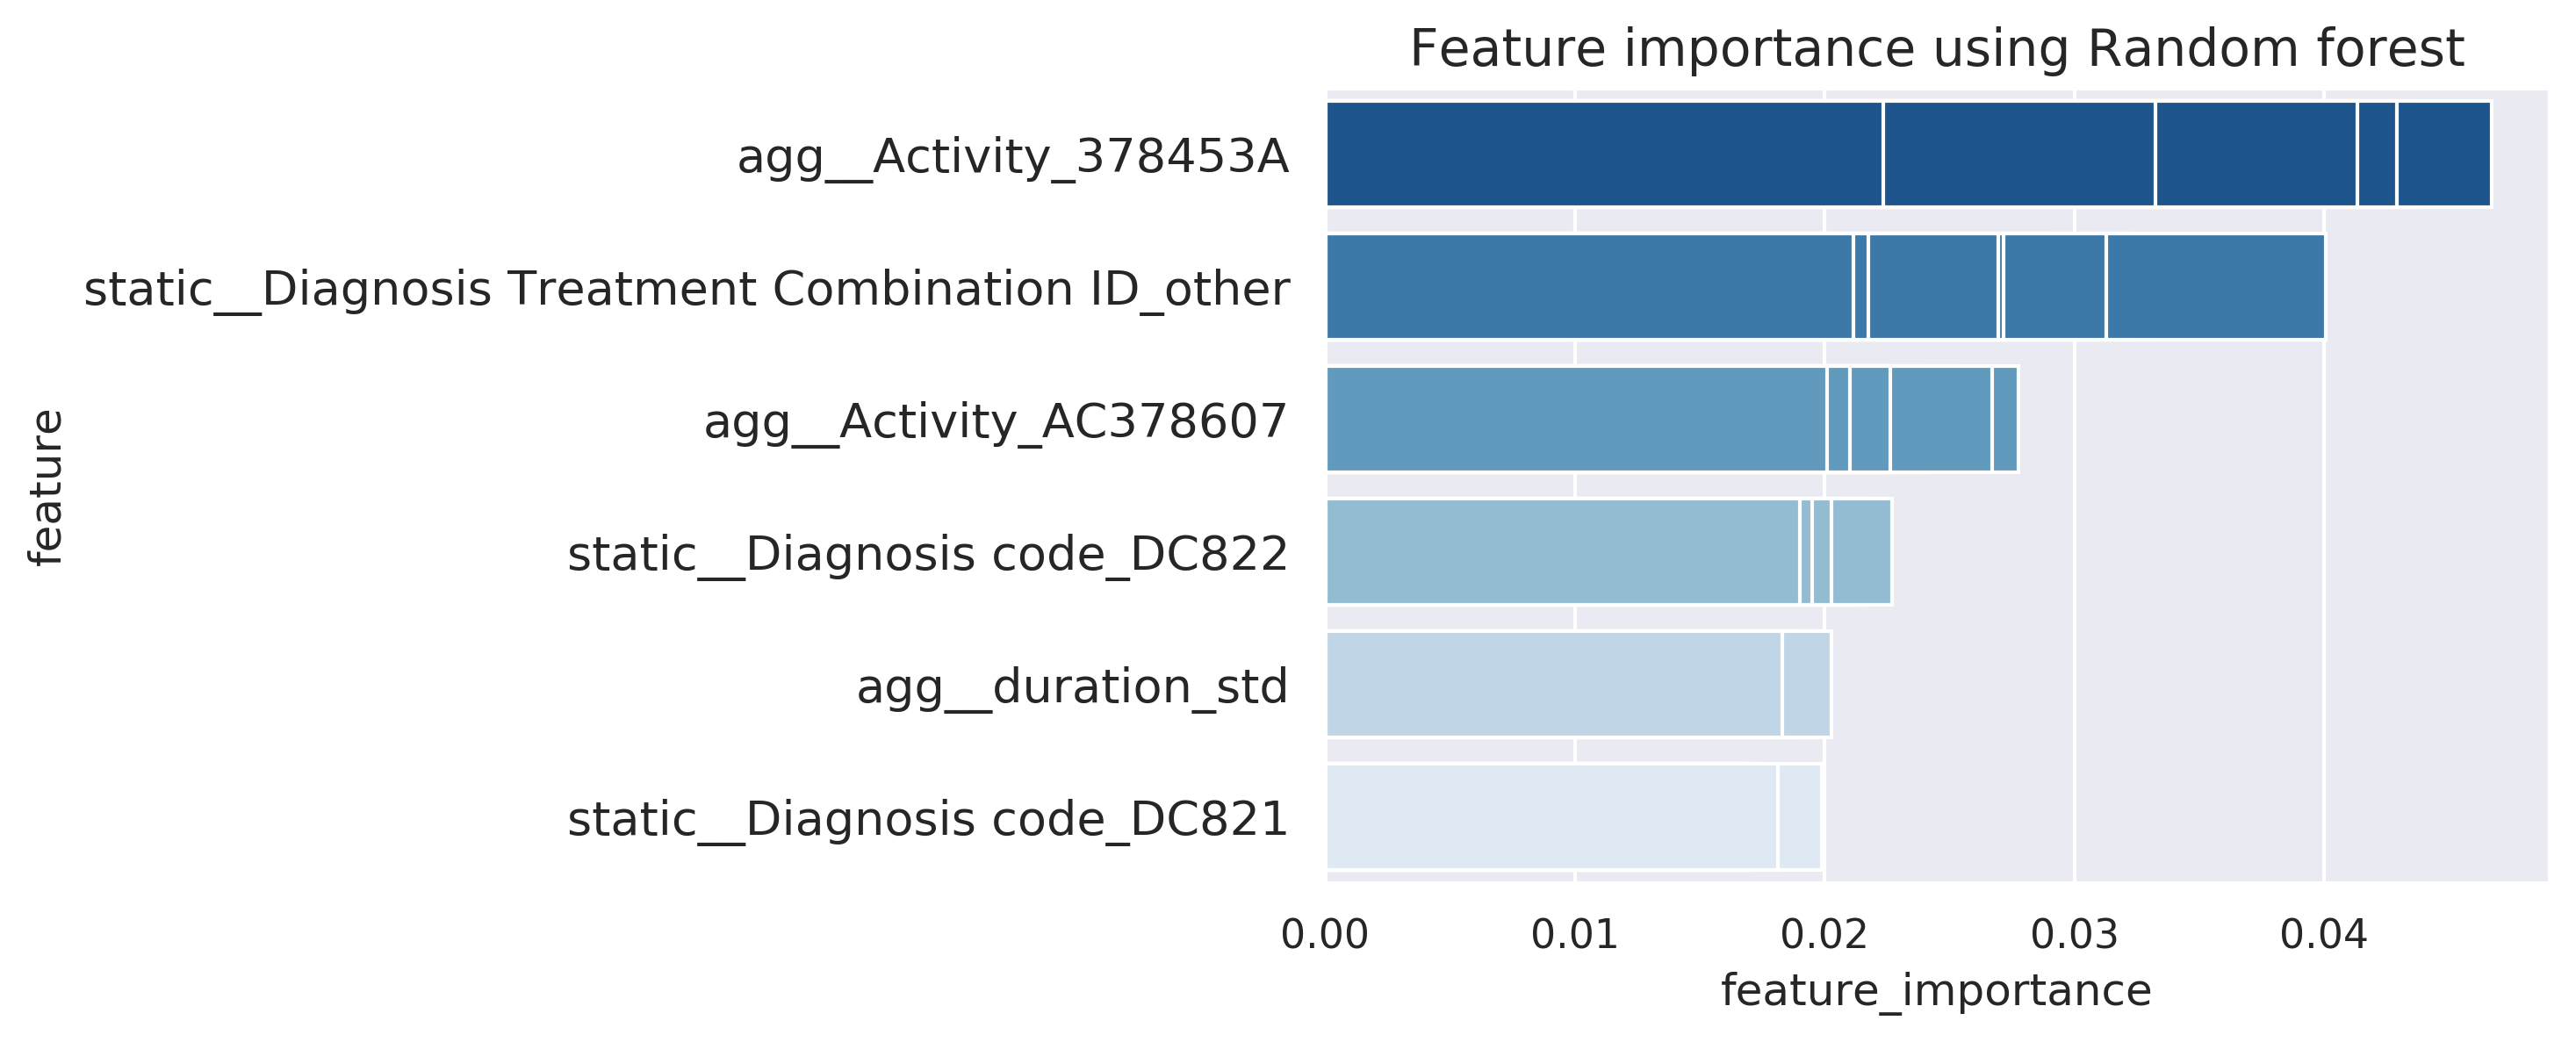 Feature importance using Random forest
agg__Activity_378453A
static__Diagnosis Treatment Combination ID_other
agg__Activity_AC378607
static__Diagnosis code_DC822
agg__duration_std
static__Diagnosis code_DC821
feature
0.00 0.01 0.02 0.03 0.04
feature_importance